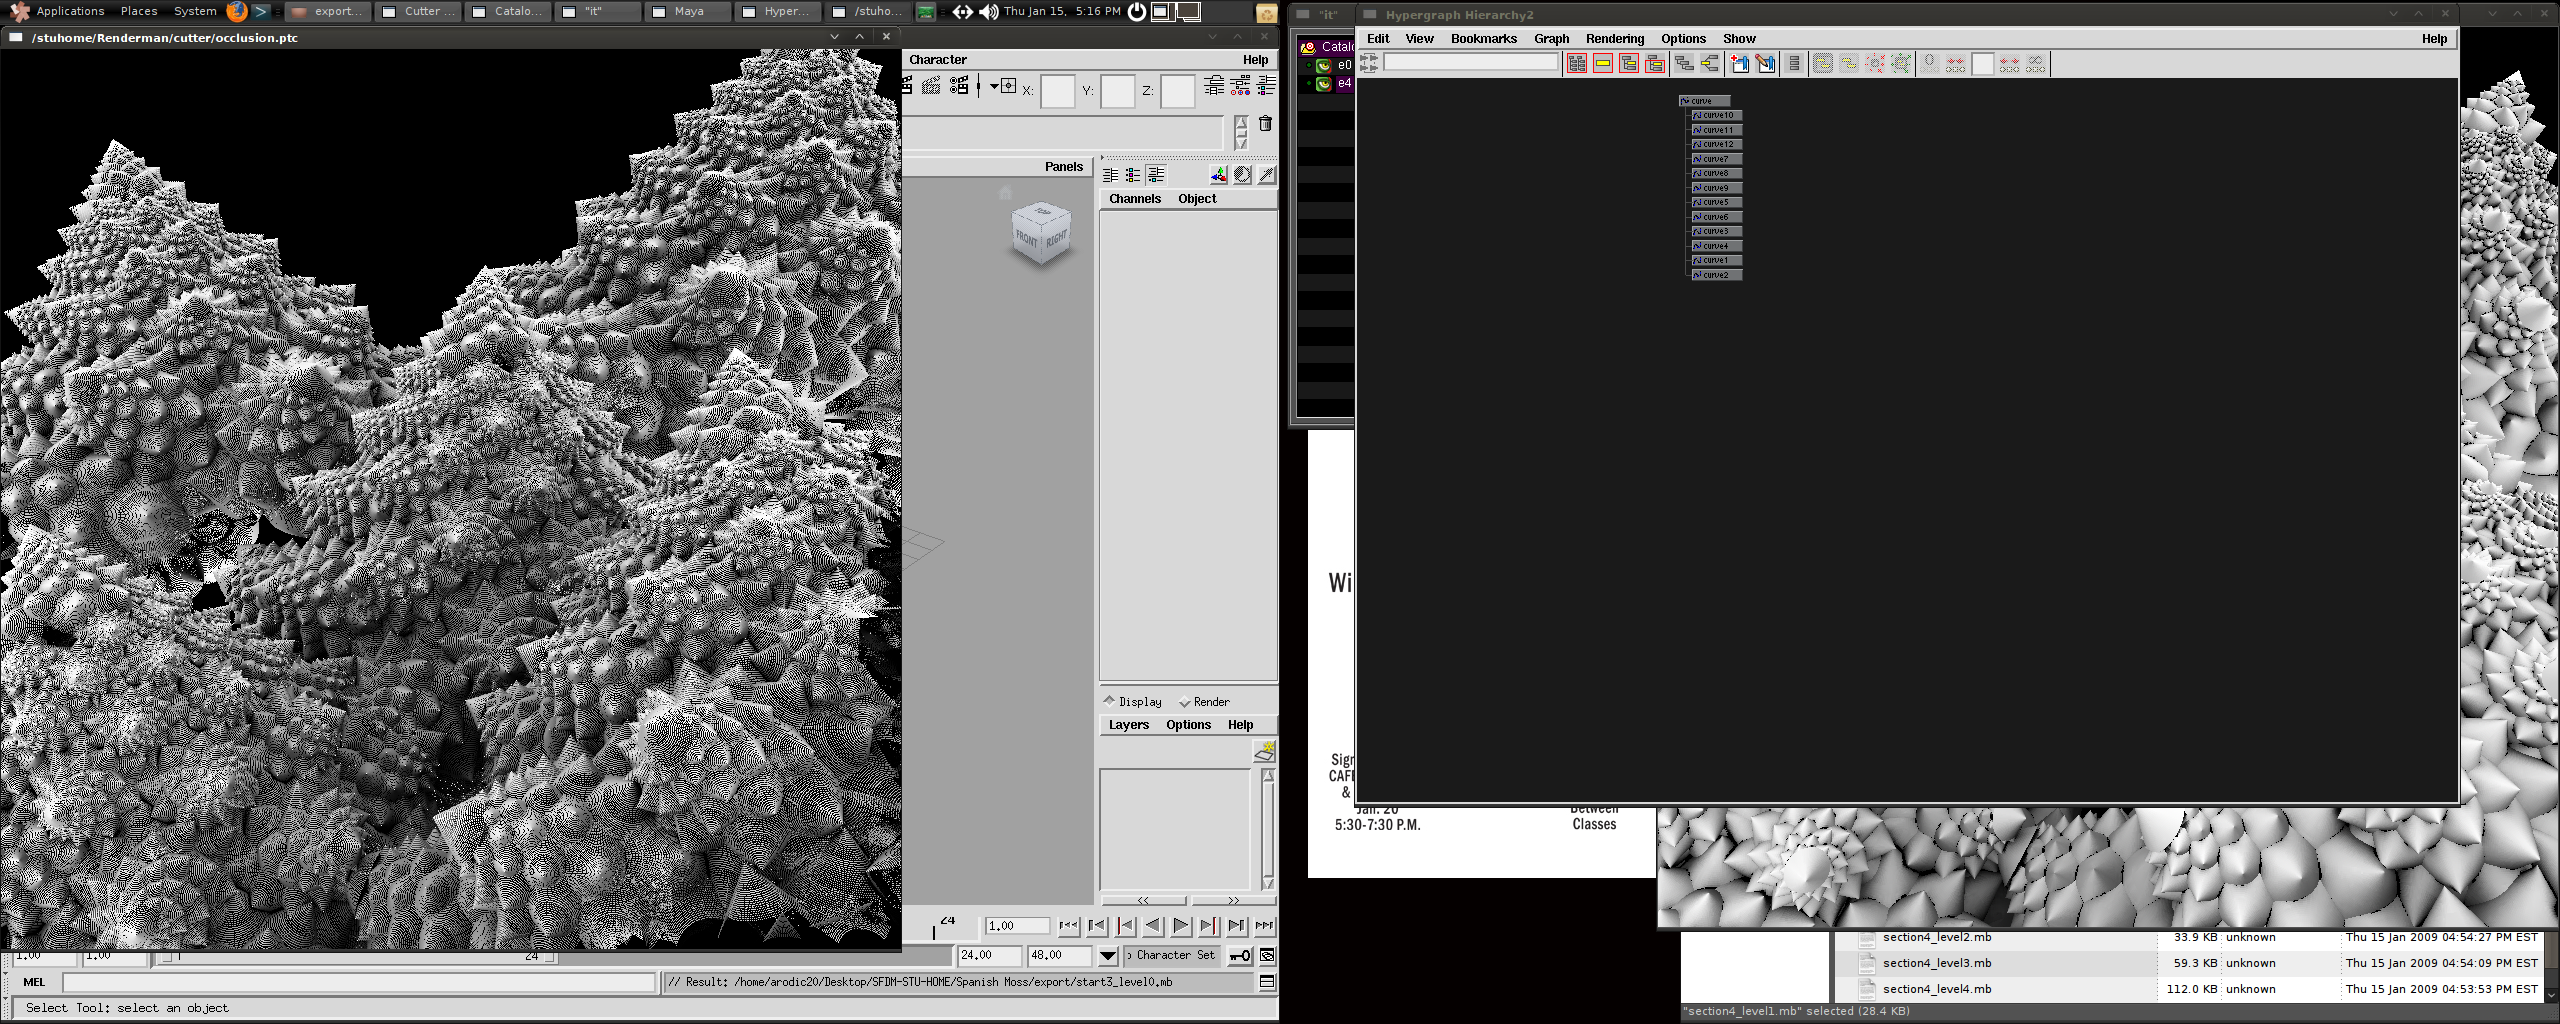 Applications Places System export... Cutter ... Catalo... "it" Maya Hyper... /stuho... Thu Jan 15, 5:16 PM
/stuhome/Renderman/cutter/occlusion.ptc
Character Help
X: Y: Z:
Panels
Channels Object
TOP
FRONT RIGHT
Display Render
Layers Options Help
<< >>
24 1.00
1.00 1.00 1 24 24.00 48.00 Character Set
MEL // Result: /home/arodic20/Desktop/SFDM-STU-HOME/Spanish Moss/export/start3_level0.mb
Select Tool: select an object
"it"
Catalo
e0
e4
Hypergraph Hierarchy2
Edit View Bookmarks Graph Rendering Options Show Help
curve
curve10
curve11
curve12
curve7
curve8
curve9
curve5
curve6
curve3
curve4
curve1
curve2
Wi
Sign
CAFE
&
Jan. 20
5:30-7:30 P.M.
Between
Classes
section4_level2.mb 33.9 KB unknown Thu 15 Jan 2009 04:54:27 PM EST
section4_level3.mb 59.3 KB unknown Thu 15 Jan 2009 04:54:09 PM EST
section4_level4.mb 112.0 KB unknown Thu 15 Jan 2009 04:53:53 PM EST
"section4_level1.mb" selected (28.4 KB)